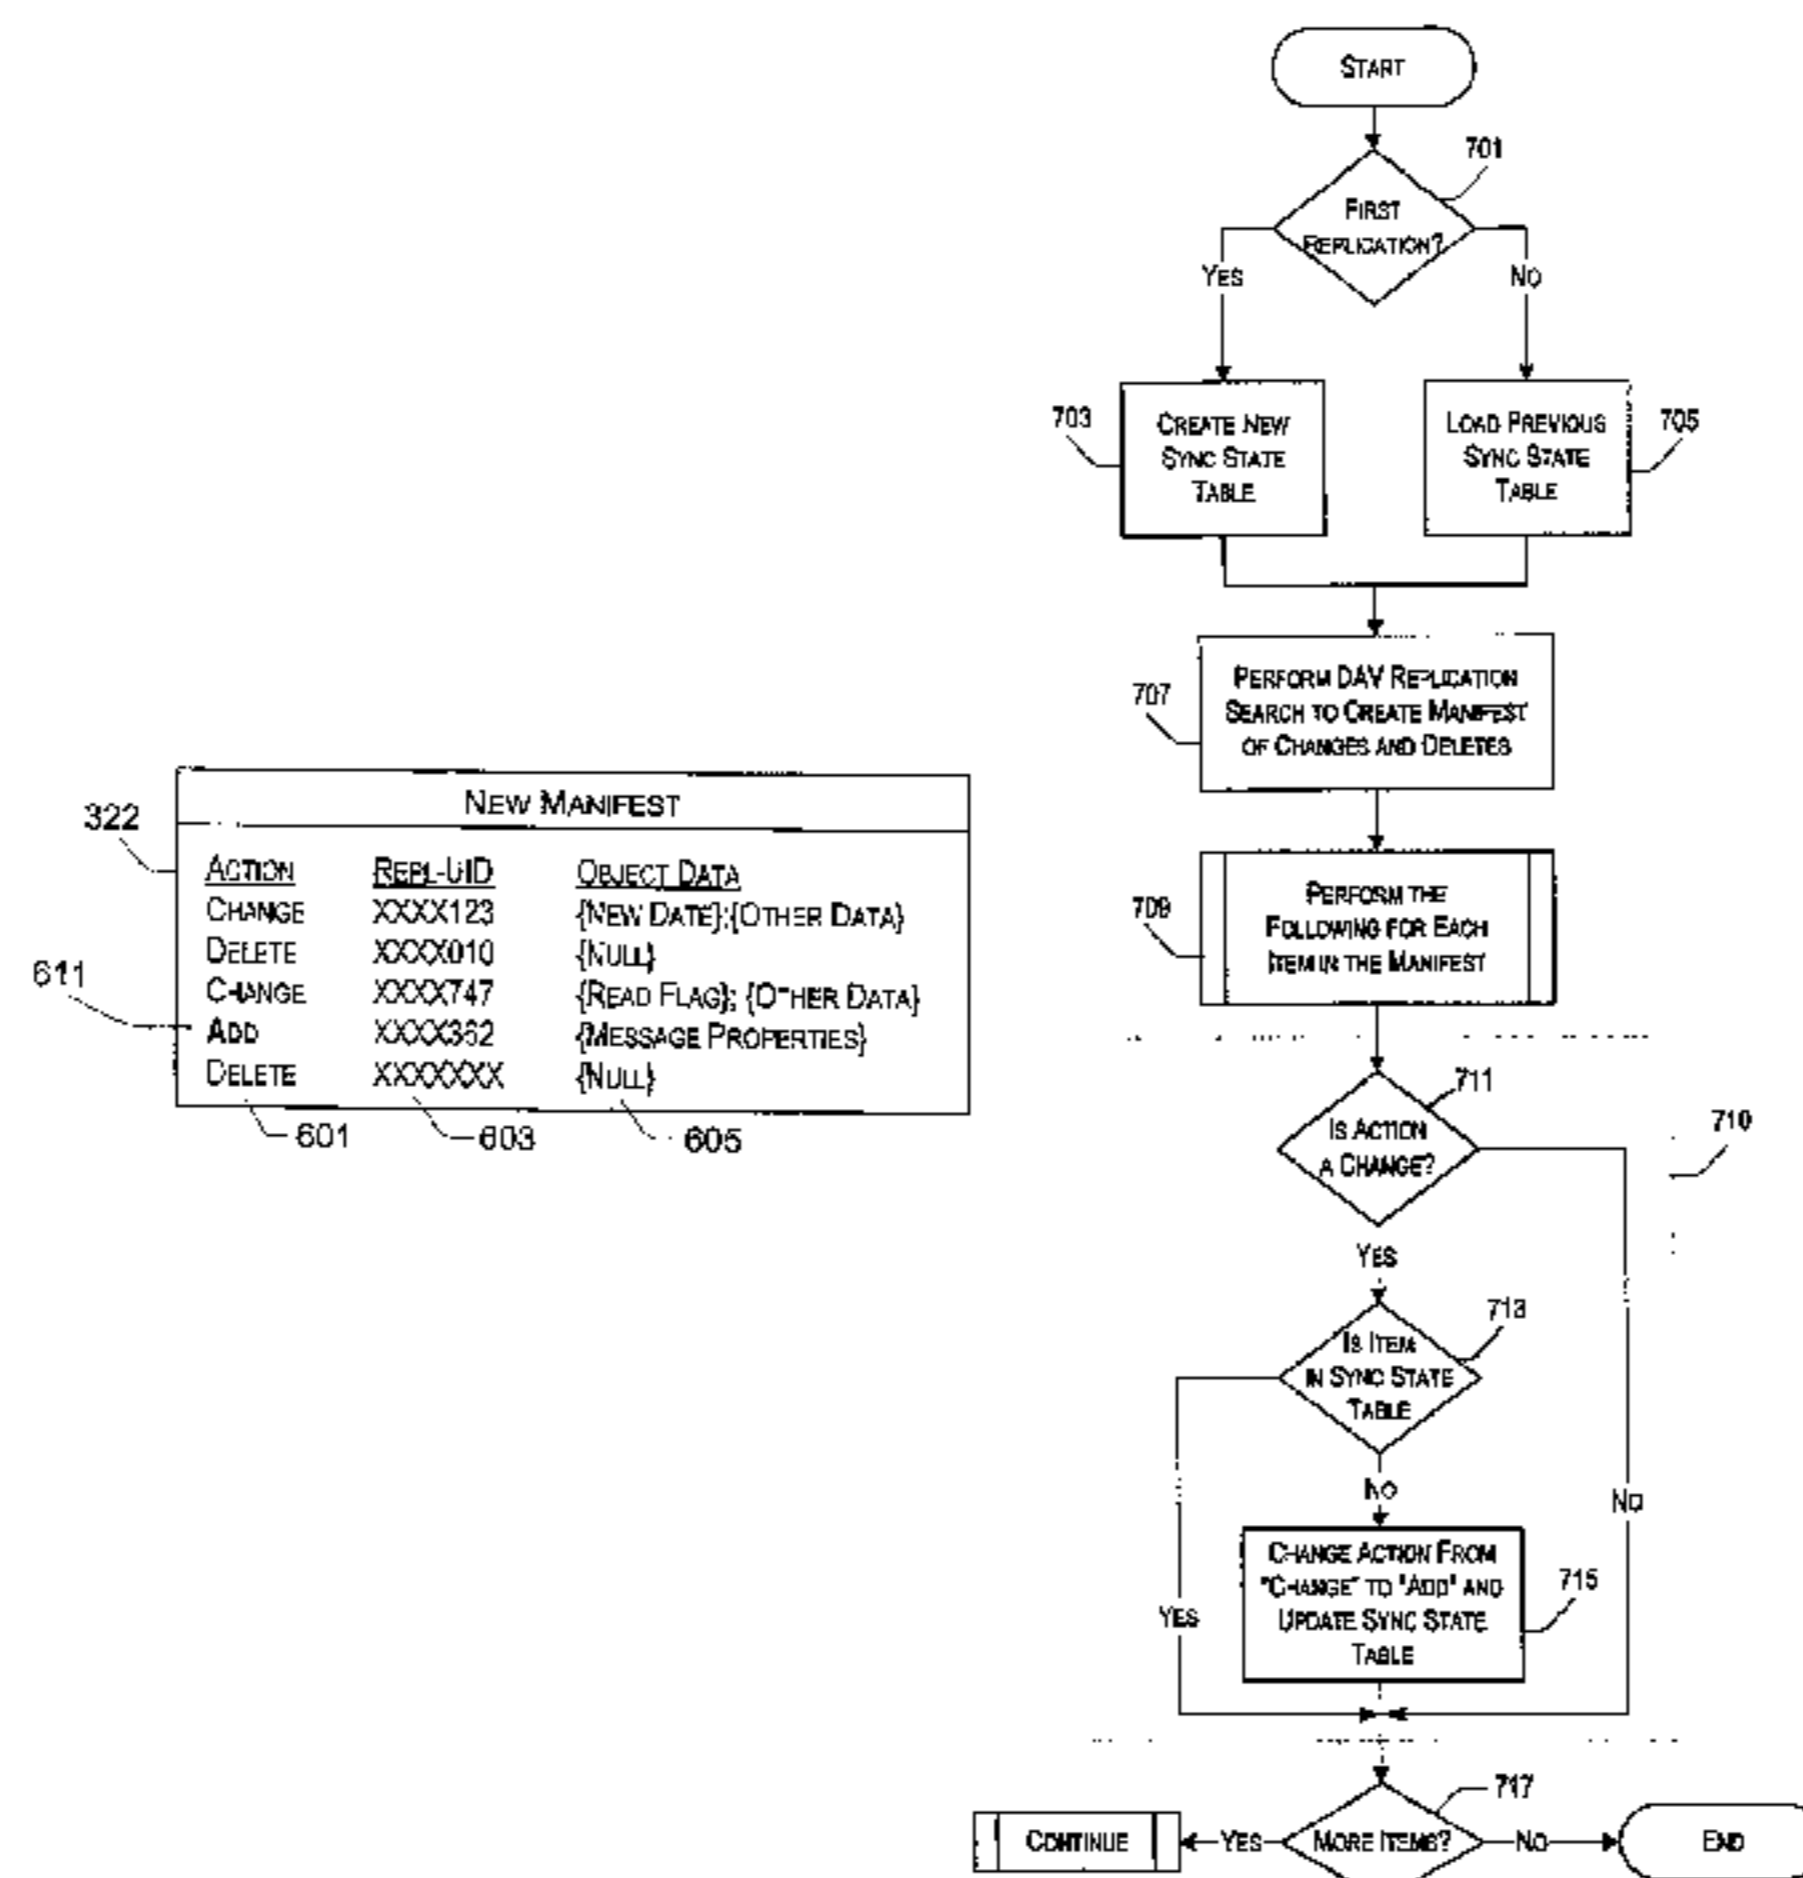 START
701
FIRST
REPLICATION?
YES
NO
703
CREATE NEW
SYNC STATE
TABLE
LOAD PREVIOUS
SYNC STATE
TABLE
705
707
PERFORM DAV REPLICATION
SEARCH TO CREATE MANIFEST
OF CHANGES AND DELETES
709
PERFORM THE
FOLLOWING FOR EACH
ITEM IN THE MANIFEST
711
IS ACTION
A CHANGE?
710
YES
713
IS ITEM
IN SYNC STATE
TABLE
NO
NO
YES
CHANGE ACTION FROM
"CHANGE" TO "ADD" AND
UPDATE SYNC STATE
TABLE
715
717
CONTINUE
YES
MORE ITEMS?
NO
END
322
NEW MANIFEST
ACTION REPL-UID OBJECT DATA
CHANGE XXXX123 {NEW DATE};{OTHER DATA}
DELETE XXXX010 {NULL}
CHANGE XXXX747 {READ FLAG}; {OTHER DATA}
611
ADD XXXX362 {MESSAGE PROPERTIES}
DELETE XXXXXXX {NULL}
601 603 605